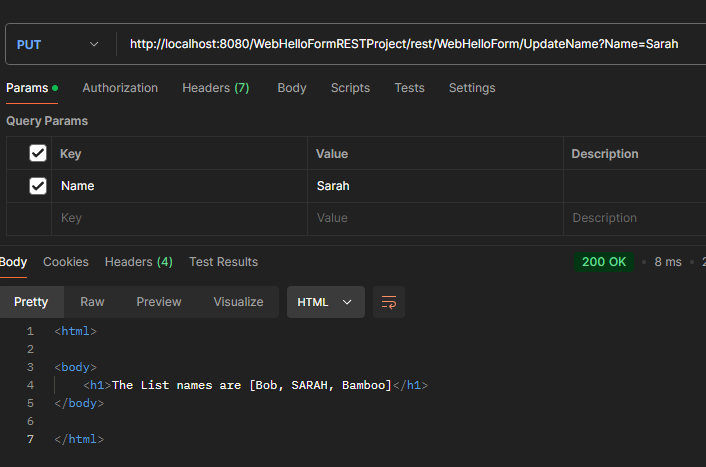 PUT http://localhost:8080/WebHelloFormRESTProject/rest/WebHelloForm/UpdateName?Name=Sarah
Params Authorization Headers (7) Body Scripts Tests Settings
Query Params
Key Value Description
Name Sarah
Key Value Description
Body Cookies Headers (4) Test Results 200 OK • 8 ms •
Pretty Raw Preview Visualize HTML
1 <html>
2
3 <body>
4 <h1>The List names are [Bob, SARAH, Bamboo]</h1>
5 </body>
6
7 </html>